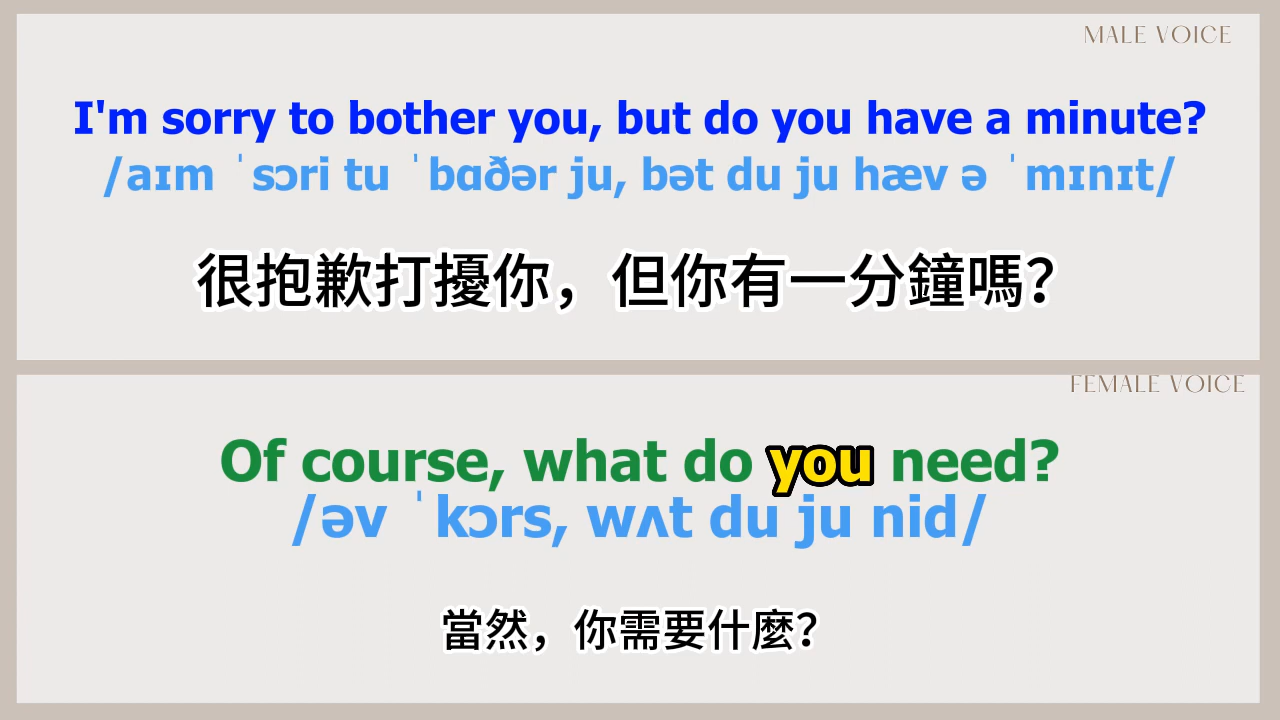 MALE VOICE
I'm sorry to bother you, but do you have a minute?
/aɪm ˈsɔri tu ˈbɑðər ju, bət du ju hæv ə ˈmɪnɪt/
很抱歉打擾你，但你有一分鐘嗎？
FEMALE VOICE
Of course, what do you need?
/əv ˈkɔrs, wʌt du ju nid/
當然，你需要什麼？